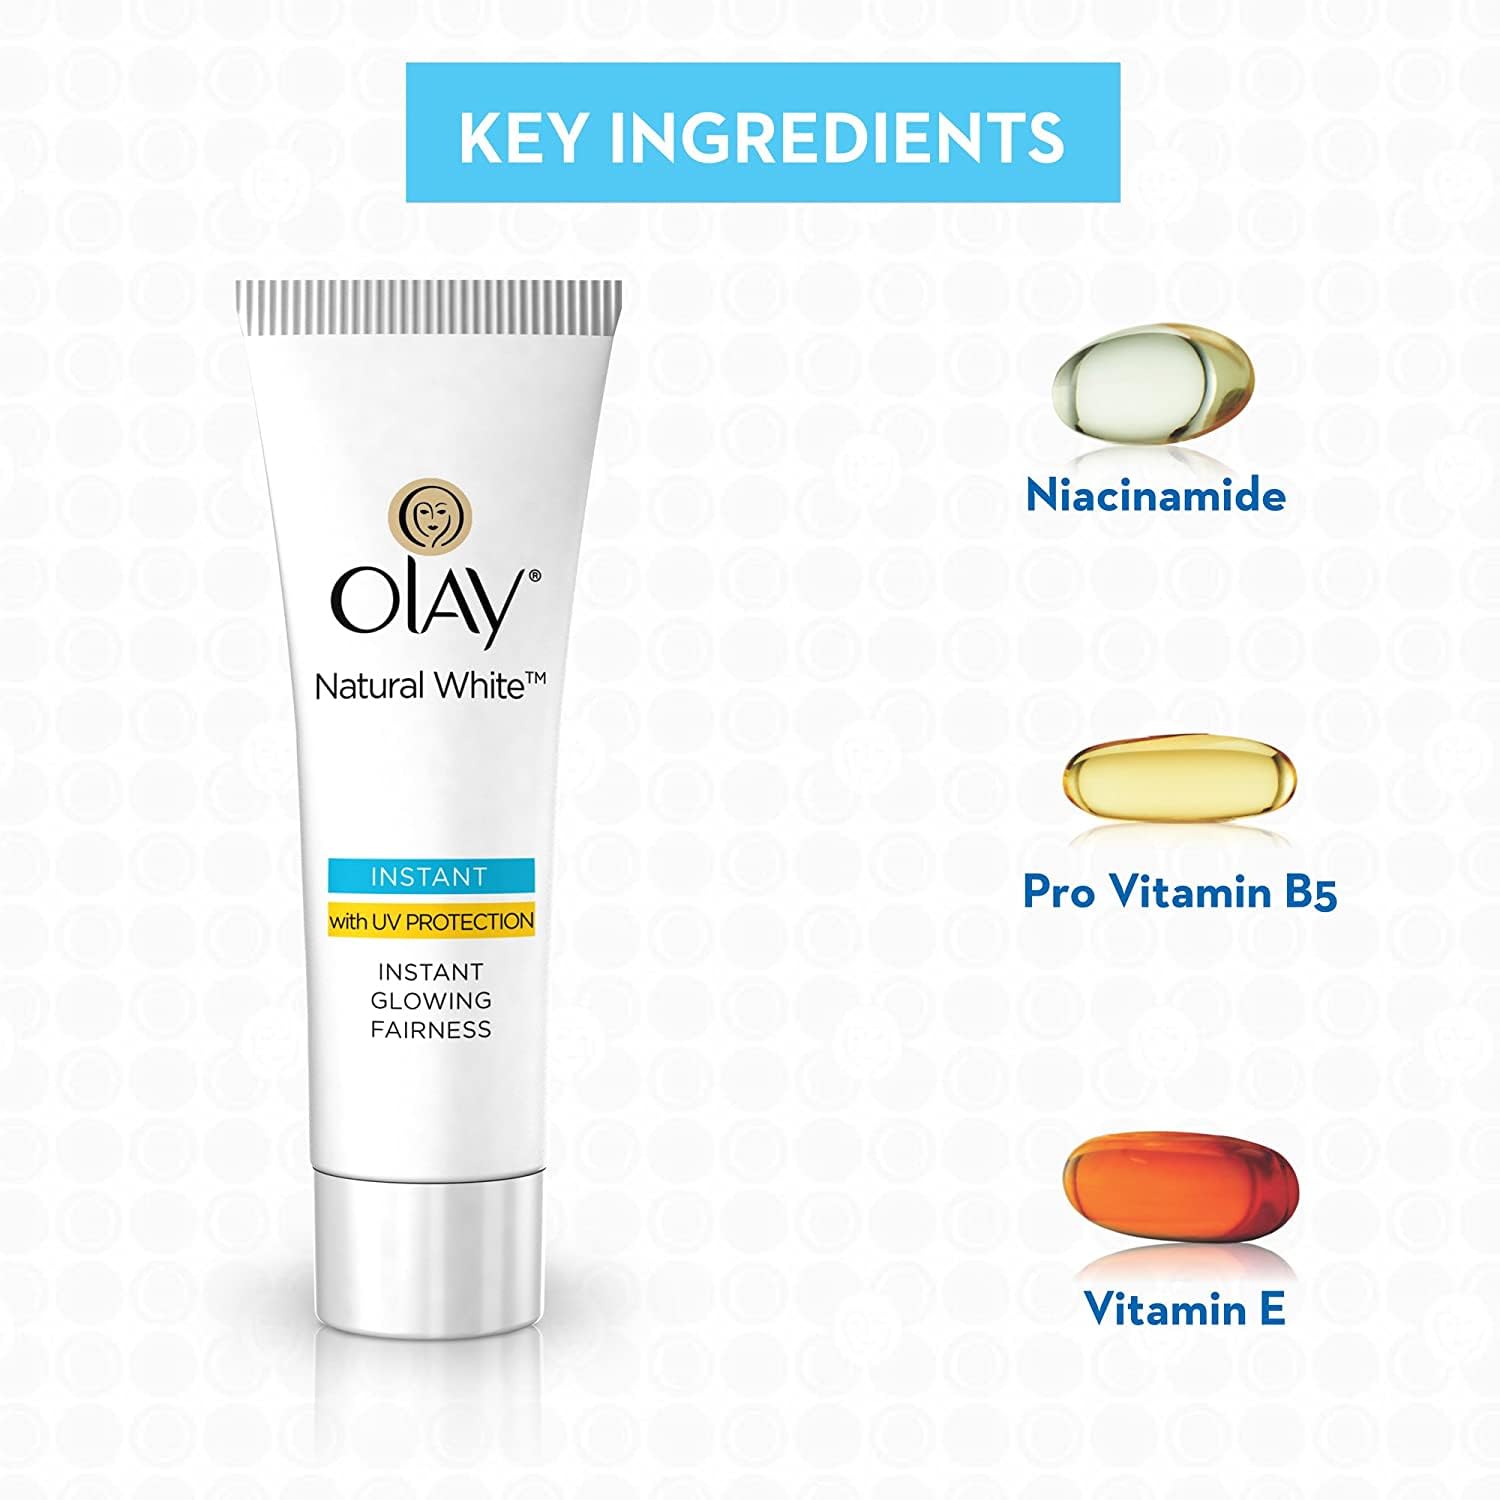 KEY INGREDIENTS
OLAY®
Natural White™
INSTANT
with UV PROTECTION
INSTANT
GLOWING
FAIRNESS
Niacinamide
Pro Vitamin B5
Vitamin E